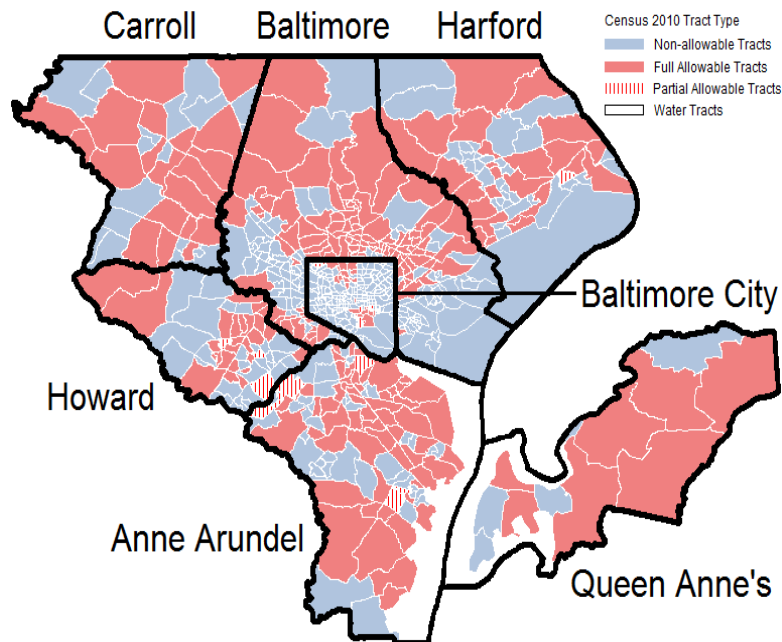 Carroll Baltimore Harford
Census 2010 Tract Type
Non-allowable Tracts
Full Allowable Tracts
Partial Allowable Tracts
Water Tracts
Baltimore City
Howard
Anne Arundel
Queen Anne's